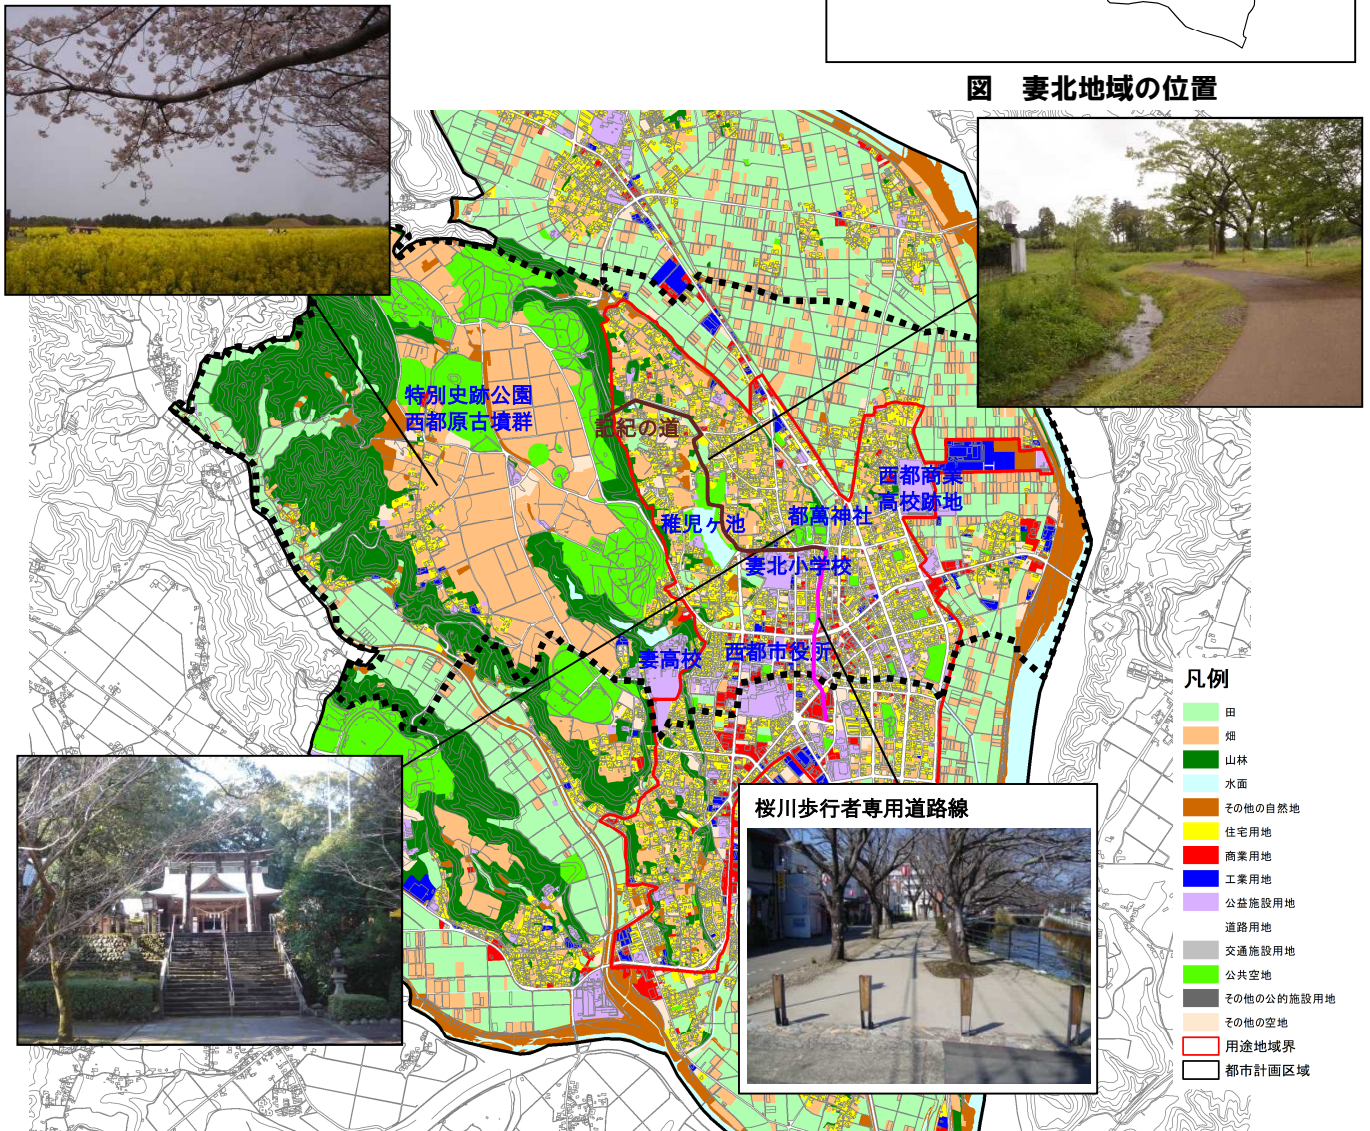 図　妻北地域の位置
特別史跡公園
西都原古墳群
記紀の道
西都商業
高校跡地
稚児ヶ池
都萬神社
妻北小学校
妻高校
西都市役所
桜川歩行者専用道路線
凡例
田
畑
山林
水面
その他の自然地
住宅用地
商業用地
工業用地
公益施設用地
道路用地
交通施設用地
公共空地
その他の公的施設用地
その他の空地
用途地域界
都市計画区域